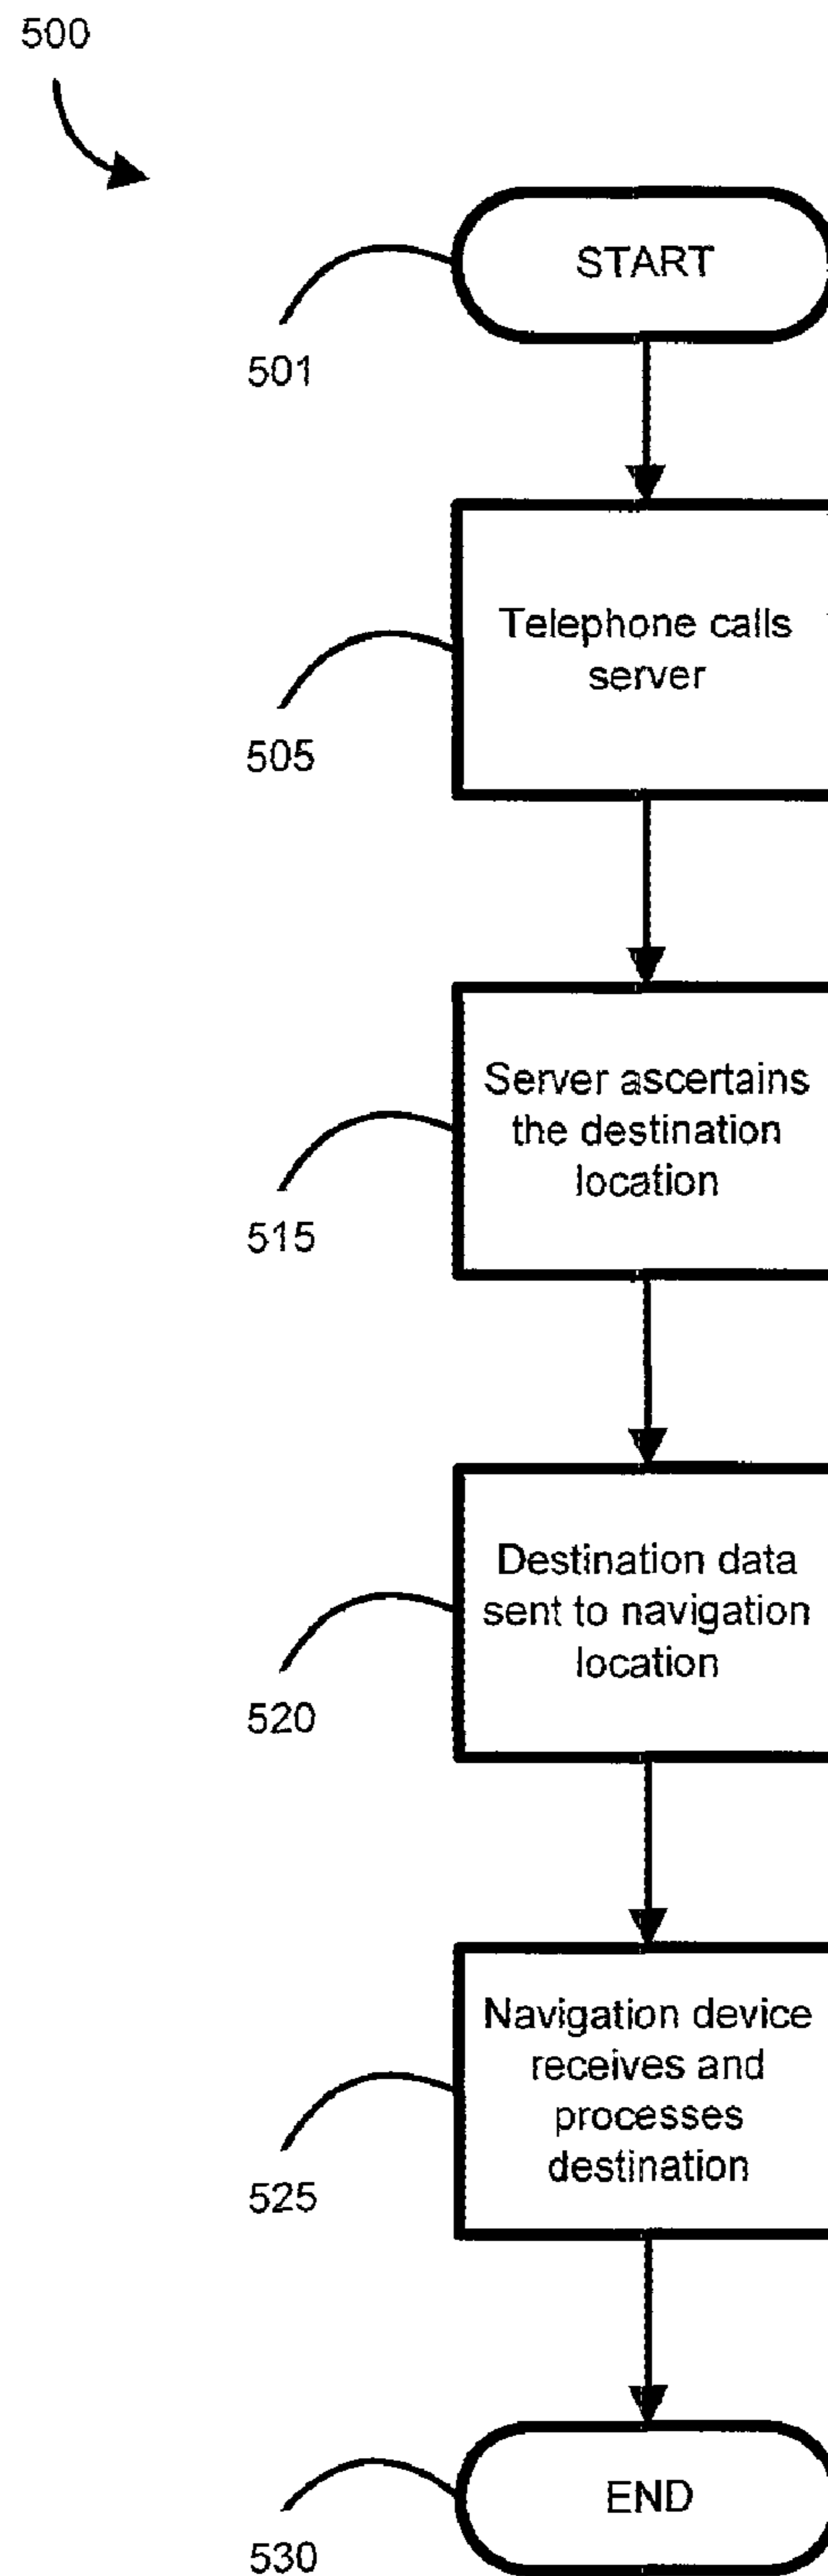 500
START
501
Telephone calls
server
505
Server ascertains
the destination
location
515
Destination data
sent to navigation
location
520
Navigation device
receives and
processes
destination
525
END
530